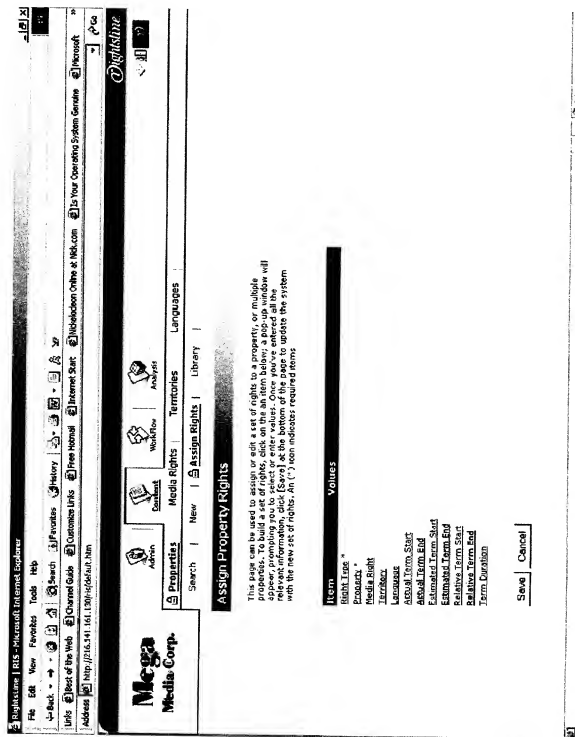 RightsLine | RIS - Microsoft Internet Explorer
File Edit View Favorites Tools Help
Back Search Favorites History
Links Best of the Web Channel Guide Customize Links Free Hotmail Internet Start Nickelodeon Online at Nick.com Is Your Operating System Genuine Microsoft »
Address http://216.141.161.130/ris/default.htm Go
Rightsline
Mega
Media Corp.
Admin Content WorkFlow Analysis
Properties | Media Rights | Territories | Languages
Search | New | Assign Rights | Library |
Assign Property Rights
This page can be used to assign or edit a set of rights to a property, or multiple
properties. To build a set of rights, click on the an item below; a pop-up window will
appear, prompting you to select or enter values. Once you've entered all the
relevant information, click [Save] at the bottom of the page to update the system
with the new set of rights. An (*) icon indicates required items
Item Values
Right Type *
Property *
Media Right
Territory
Language
Actual Term Start
Actual Term End
Estimated Term Start
Estimated Term End
Relative Term Start
Relative Term End
Term Duration
Save Cancel